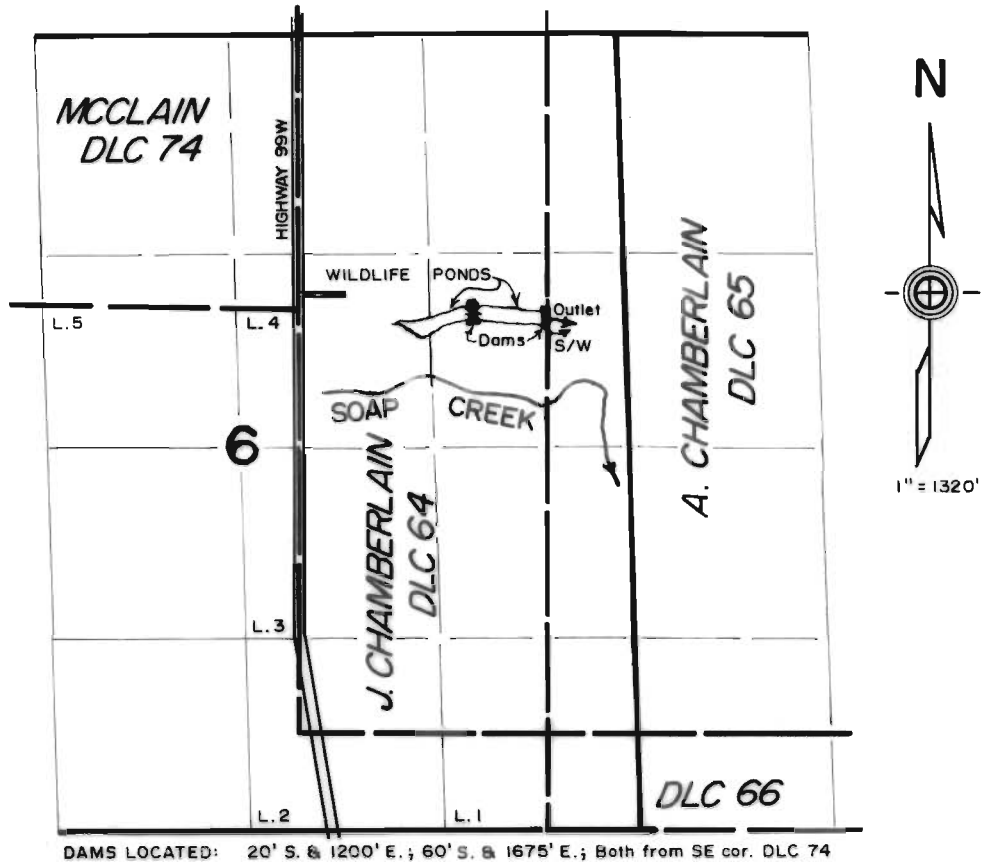 MCCLAIN
DLC 74
HIGHWAY 99W
N
WILDLIFE PONDS
Outlet
Dams
S/W
L.5
L.4
SOAP CREEK
6
J. CHAMBERLAIN
DLC 64
A. CHAMBERLAIN
DLC 65
1" = 1320'
L.3
L.2
L.1
DLC 66
DAMS LOCATED: 20' S. & 1200' E.; 60' S. & 1675' E.; Both from SE cor. DLC 74